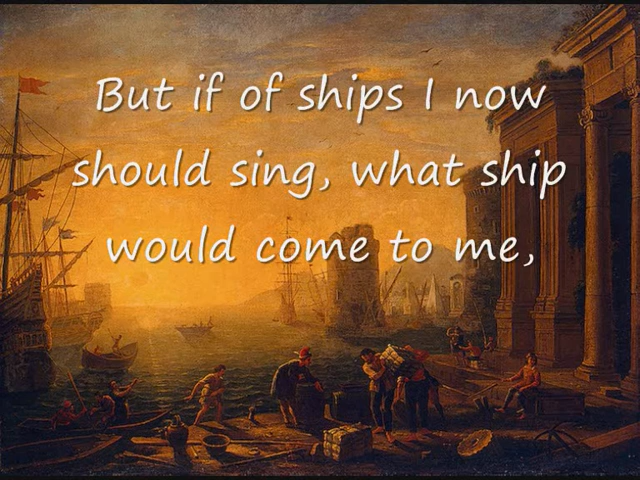 But if of ships I now
should sing, what ship
would come to me,